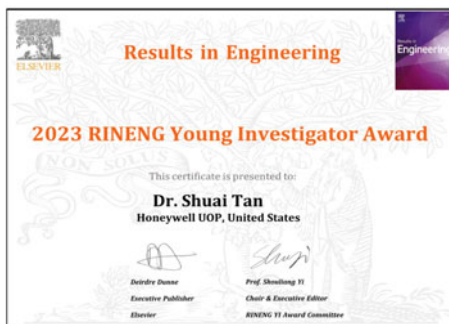 ELSEVIER
Results in Engineering
Results in
Engineering
2023 RINENG Young Investigator Award
NON SOLUS
This certificate is presented to:
Dr. Shuai Tan
Honeywell UOP, United States
Deirdre Dunne
Prof. Shouliang Yi
Executive Publisher
Chair & Executive Editor
Elsevier
RINENG YI Award Committee